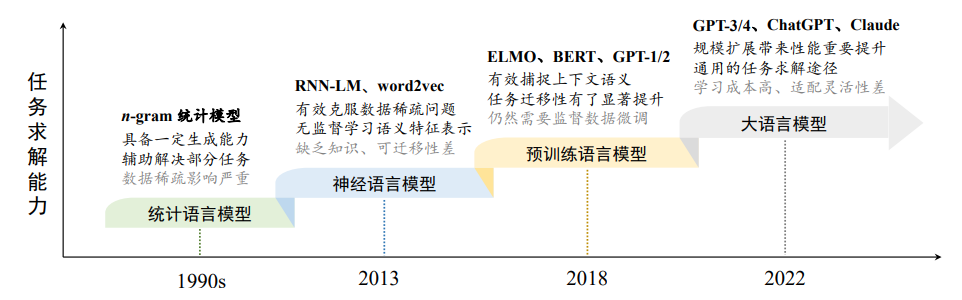 任务求解能力
n-gram 统计模型
具备一定生成能力
辅助解决部分任务
数据稀疏影响严重
统计语言模型
1990s
RNN-LM、word2vec
有效克服数据稀疏问题
无监督学习语义特征表示
缺乏知识、可迁移性差
神经语言模型
2013
ELMO、BERT、GPT-1/2
有效捕捉上下文语义
任务迁移性有了显著提升
仍然需要监督数据微调
预训练语言模型
2018
GPT-3/4、ChatGPT、Claude
规模扩展带来性能重要提升
通用的任务求解途径
学习成本高、适配灵活性差
大语言模型
2022